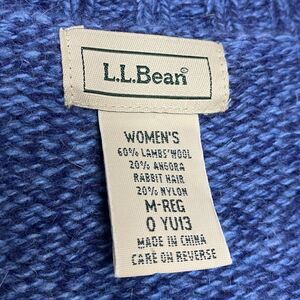 L.L.Bean®
WOMEN'S
60% LAMBS' WOOL
20% ANGORA
RABBIT HAIR
20% NYLON
M-REG
0 YU13
MADE IN CHINA
CARE ON REVERSE